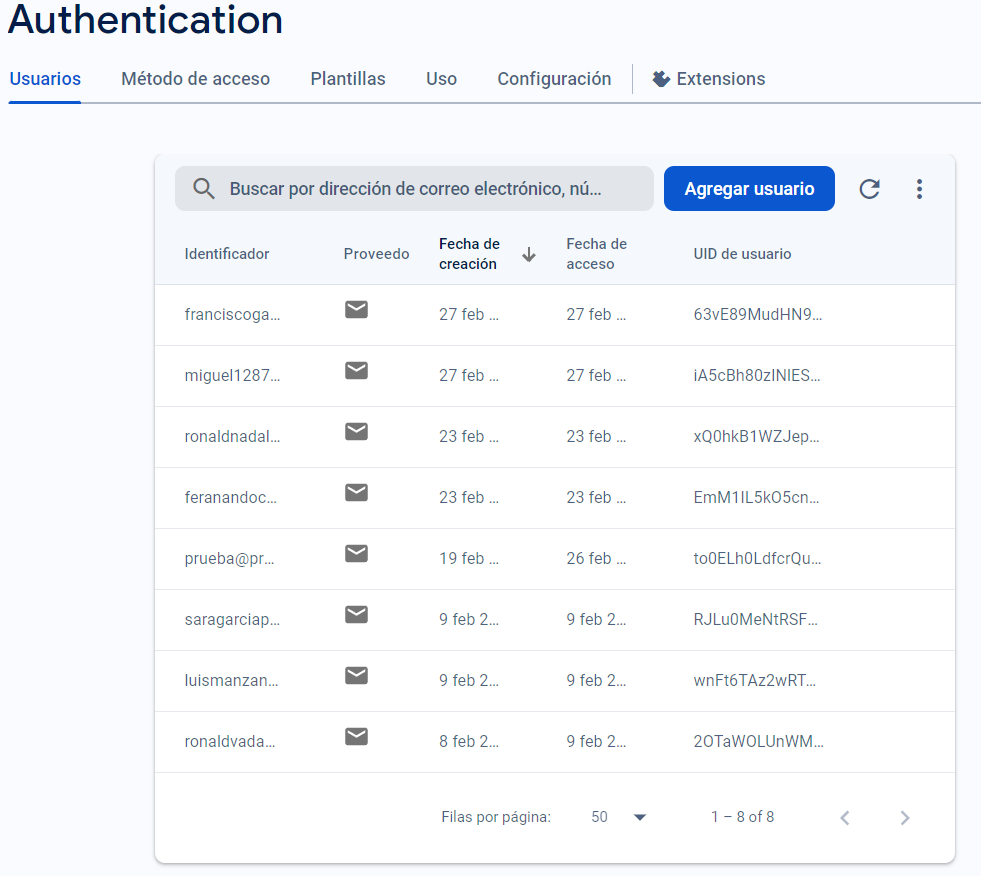 Authentication
Usuarios Método de acceso Plantillas Uso Configuración Extensions
Buscar por dirección de correo electrónico, nú... Agregar usuario
Identificador Proveedo Fecha de creación Fecha de acceso UID de usuario
franciscoga... 27 feb ... 27 feb ... 63vE89MudHN9...
miguel1287... 27 feb ... 27 feb ... iA5cBh80zINIES...
ronaldnadal... 23 feb ... 23 feb ... xQ0hkB1WZJep...
feranandoc... 23 feb ... 23 feb ... EmM1IL5kO5cn...
prueba@pr... 19 feb ... 26 feb ... to0ELh0LdfcrQu...
saragarciap... 9 feb 2... 9 feb 2... RJLu0MeNtRSF...
luismanzan... 9 feb 2... 9 feb 2... wnFt6TAz2wRT...
ronaldvada... 8 feb 2... 9 feb 2... 2OTaWOLUnWM...
Filas por página: 50 1 – 8 of 8